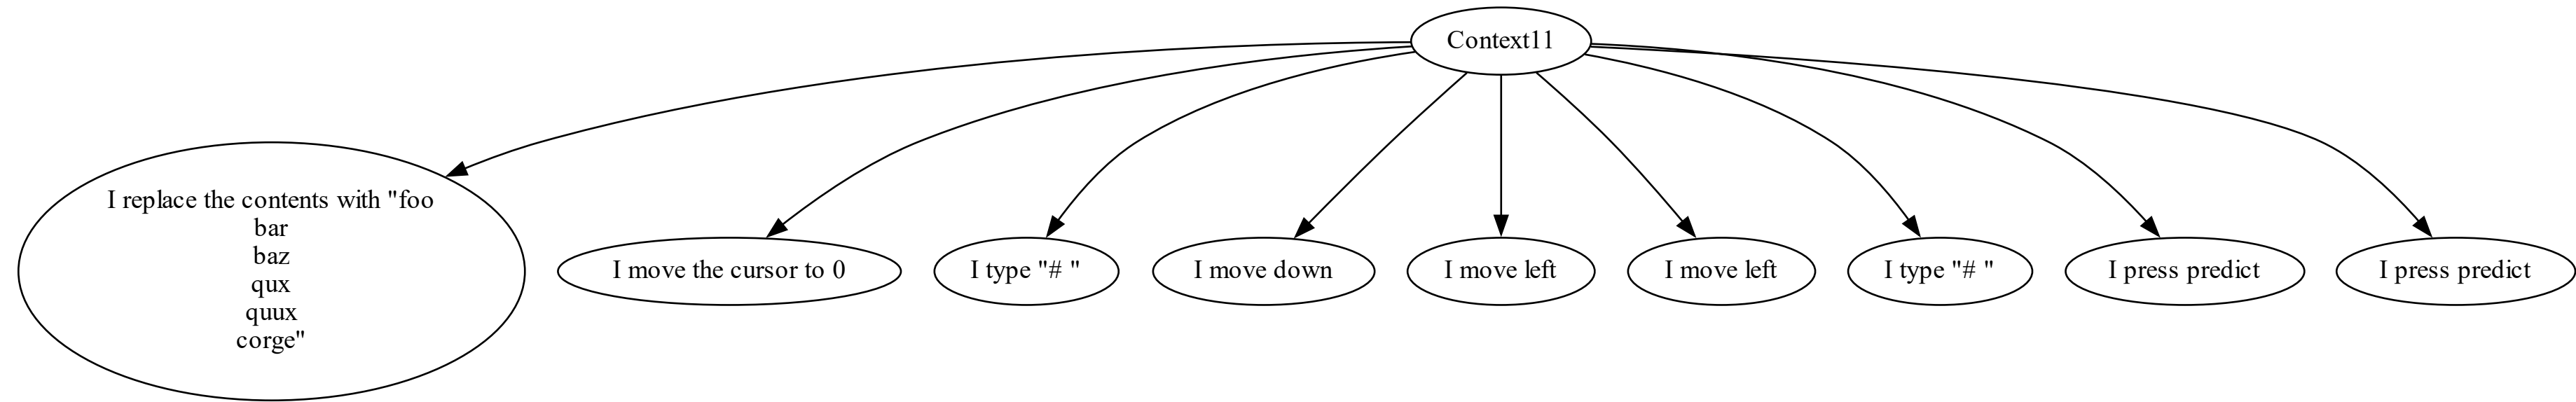 Context11
I replace the contents with "foo
bar
baz
qux
quux
corge"
I move the cursor to 0
I type "# "
I move down
I move left
I move left
I type "# "
I press predict
I press predict